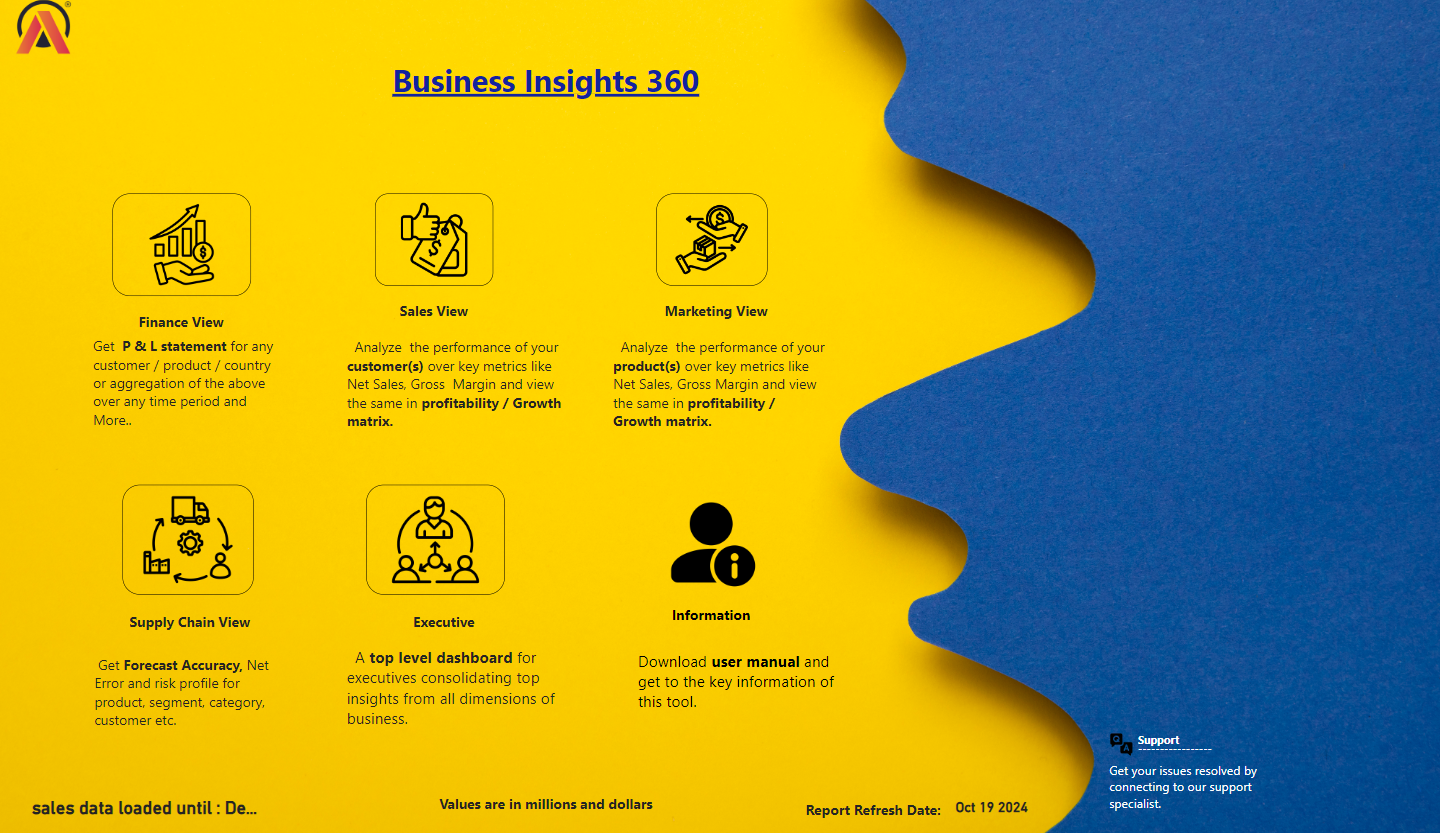 ®
Business Insights 360
Finance View
Get P & L statement for any
customer / product / country
or aggregation of the above
over any time period and
More..
Sales View
Analyze the performance of your
customer(s) over key metrics like
Net Sales, Gross Margin and view
the same in profitability / Growth
matrix.
Marketing View
Analyze the performance of your
product(s) over key metrics like
Net Sales, Gross Margin and view
the same in profitability /
Growth matrix.
Supply Chain View
Get Forecast Accuracy, Net
Error and risk profile for
product, segment, category,
customer etc.
Executive
A top level dashboard for
executives consolidating top
insights from all dimensions of
business.
Information
Download user manual and
get to the key information of
this tool.
Q
A
Support
Get your issues resolved by
connecting to our support
specialist.
sales data loaded until : De...
Values are in millions and dollars
Report Refresh Date: Oct 19 2024